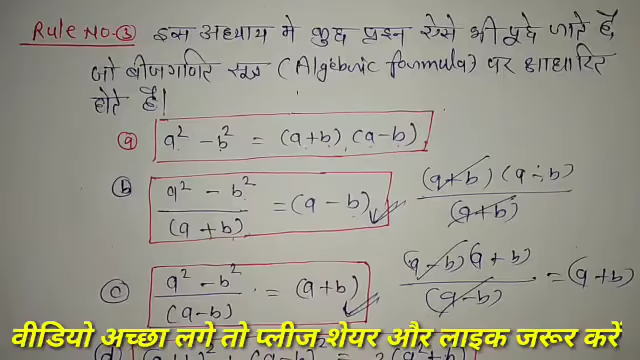 Rule No. ③ इस अध्याय मे कुछ प्रश्न ऐसे भी पूछे जाते हैं
जो बीजगणित सूत्र (Algebric formula) पर आधारित
होते हैं।
(a) a² - b² = (a+b) (a-b)
(b) a² - b² / (a + b) = (a - b) (a+b) (a-b) / (a+b)
(c) a² - b² / (a-b) = (a+b) (a-b)(a+b) / (a-b) = (a+b)
वीडियो अच्छा लगे तो प्लीज शेयर और लाइक जरूर करें